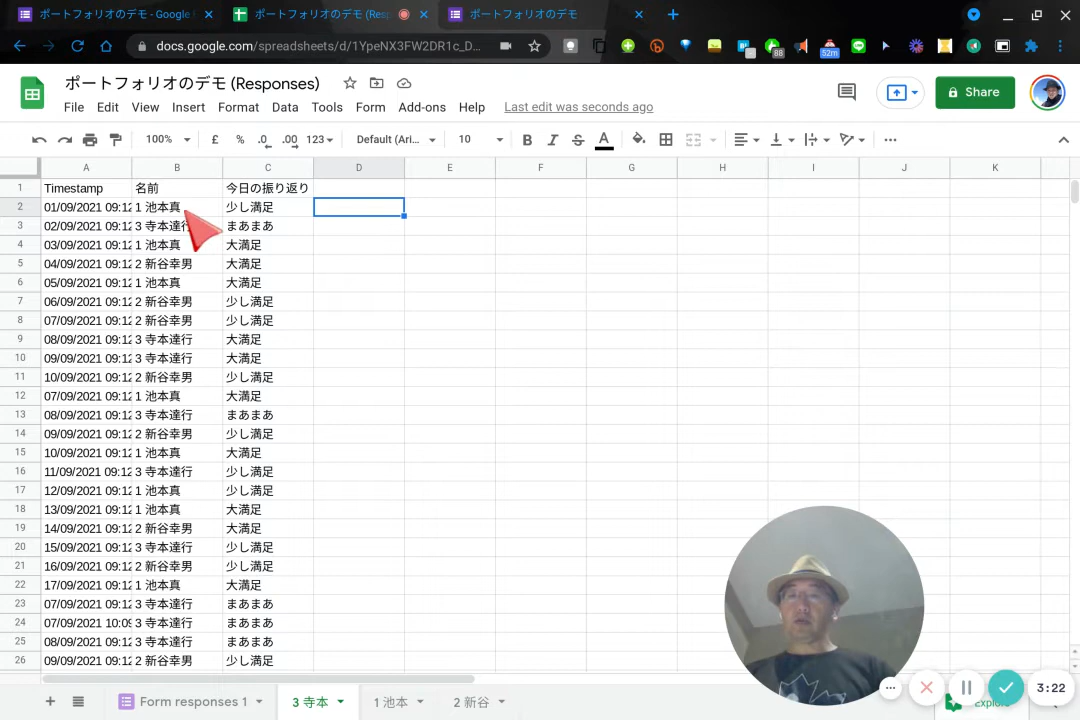 ポートフォリオのデモ - Google
ポートフォリオのデモ (Resp
ポートフォリオのデモ
docs.google.com/spreadsheets/d/1YpeNX3FW2DR1c_D...
88
52m
ポートフォリオのデモ (Responses)
File Edit View Insert Format Data Tools Form Add-ons Help Last edit was seconds ago
Share
100% £ % .0 .00 123 Default (Ari... 10 B I S A
A B C D E F G H I J K
1 Timestamp 名前 今日の振り返り
2 01/09/2021 09:12 1 池本真 少し満足
3 02/09/2021 09:12 3 寺本達行 まあまあ
4 03/09/2021 09:12 1 池本真 大満足
5 04/09/2021 09:12 2 新谷幸男 大満足
6 05/09/2021 09:12 1 池本真 大満足
7 06/09/2021 09:12 2 新谷幸男 少し満足
8 07/09/2021 09:12 2 新谷幸男 少し満足
9 08/09/2021 09:12 3 寺本達行 大満足
10 09/09/2021 09:12 3 寺本達行 大満足
11 10/09/2021 09:12 2 新谷幸男 少し満足
12 07/09/2021 09:12 1 池本真 大満足
13 08/09/2021 09:12 3 寺本達行 まあまあ
14 09/09/2021 09:12 2 新谷幸男 少し満足
15 10/09/2021 09:12 1 池本真 大満足
16 11/09/2021 09:12 3 寺本達行 少し満足
17 12/09/2021 09:12 1 池本真 少し満足
18 13/09/2021 09:12 1 池本真 大満足
19 14/09/2021 09:12 2 新谷幸男 大満足
20 15/09/2021 09:12 3 寺本達行 少し満足
21 16/09/2021 09:12 2 新谷幸男 少し満足
22 17/09/2021 09:12 1 池本真 大満足
23 07/09/2021 09:12 3 寺本達行 まあまあ
24 07/09/2021 10:09 3 寺本達行 まあまあ
25 08/09/2021 09:12 3 寺本達行 まあまあ
26 09/09/2021 09:12 2 新谷幸男 少し満足
Form responses 1 3 寺本 1 池本 2 新谷
Explore
3:22